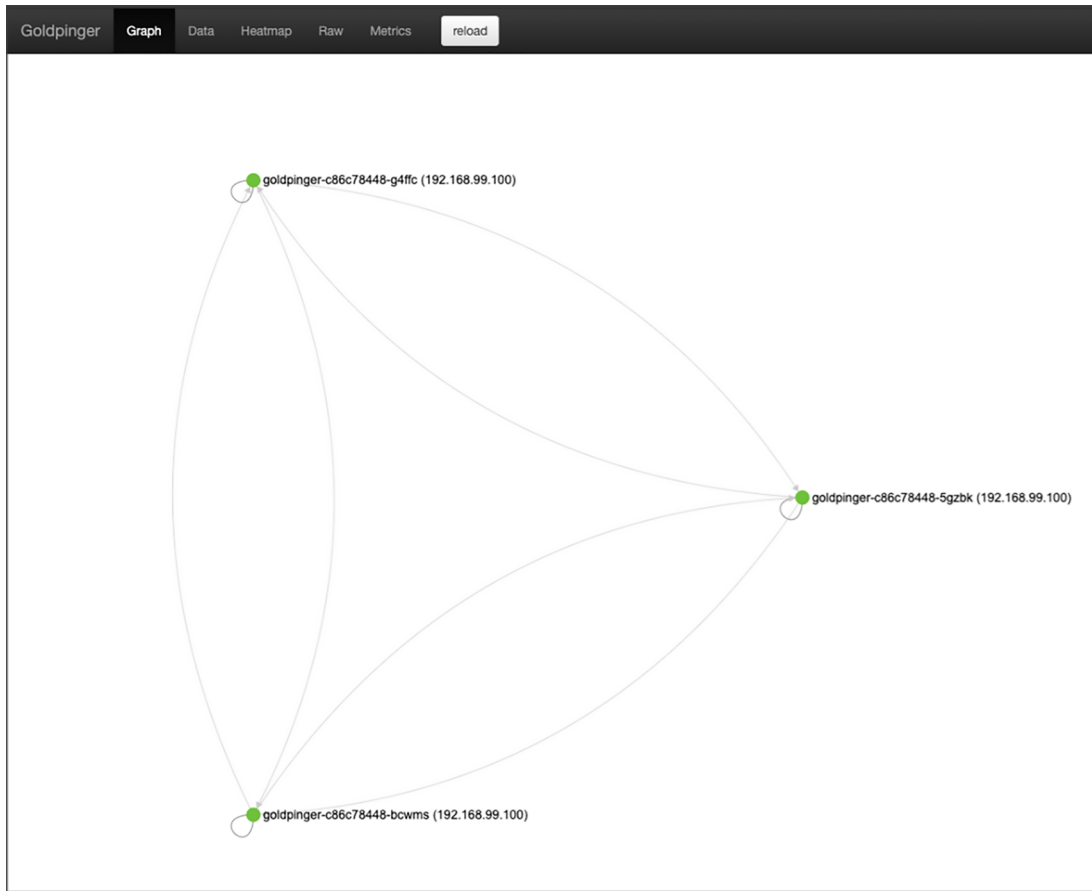 Goldpinger Graph Data Heatmap Raw Metrics reload
goldpinger-c86c78448-g4ffc (192.168.99.100)
goldpinger-c86c78448-5gzbk (192.168.99.100)
goldpinger-c86c78448-bcwms (192.168.99.100)